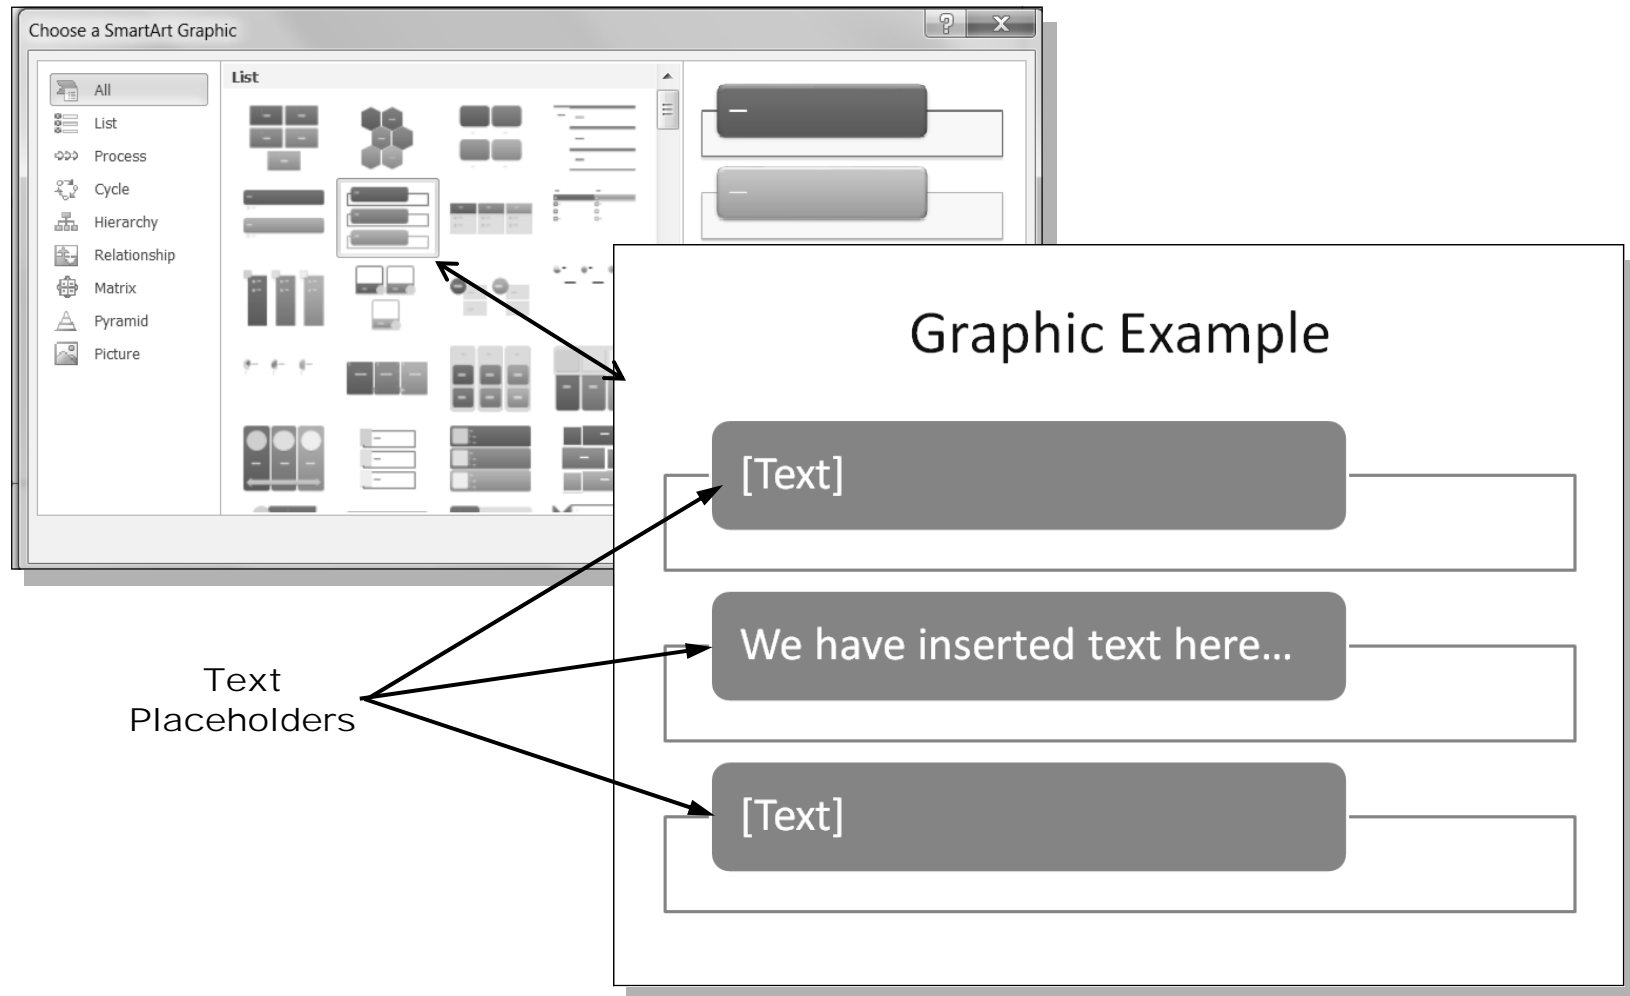 Choose a SmartArt Graphic
All
List
Process
Cycle
Hierarchy
Relationship
Matrix
Pyramid
Picture
List
Graphic Example
[Text]
We have inserted text here...
[Text]
Text
Placeholders